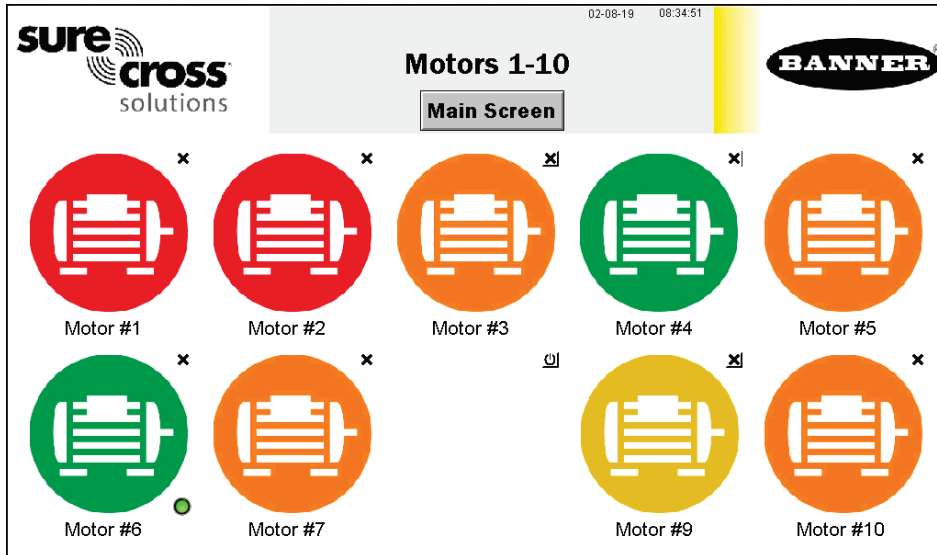 02-08-19 08:34:51
sure
cross
solutions
Motors 1-10
BANNER
Main Screen
Motor #1 Motor #2 Motor #3 Motor #4 Motor #5
Motor #6 Motor #7 Motor #9 Motor #10